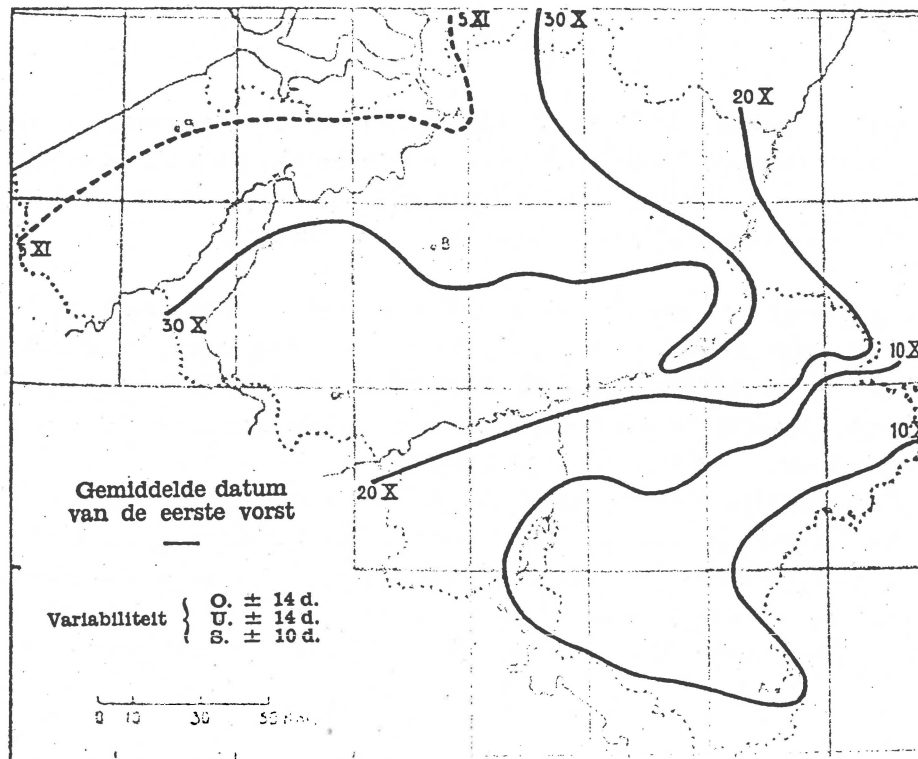 5 XI
30 X
20 X
B
5 XI
30 X
10 X
10 X
20 X
Gemiddelde datum
van de eerste vorst
Variabiliteit { O. ± 14 d.
U. ± 14 d.
S. ± 10 d.
0 10 30 50